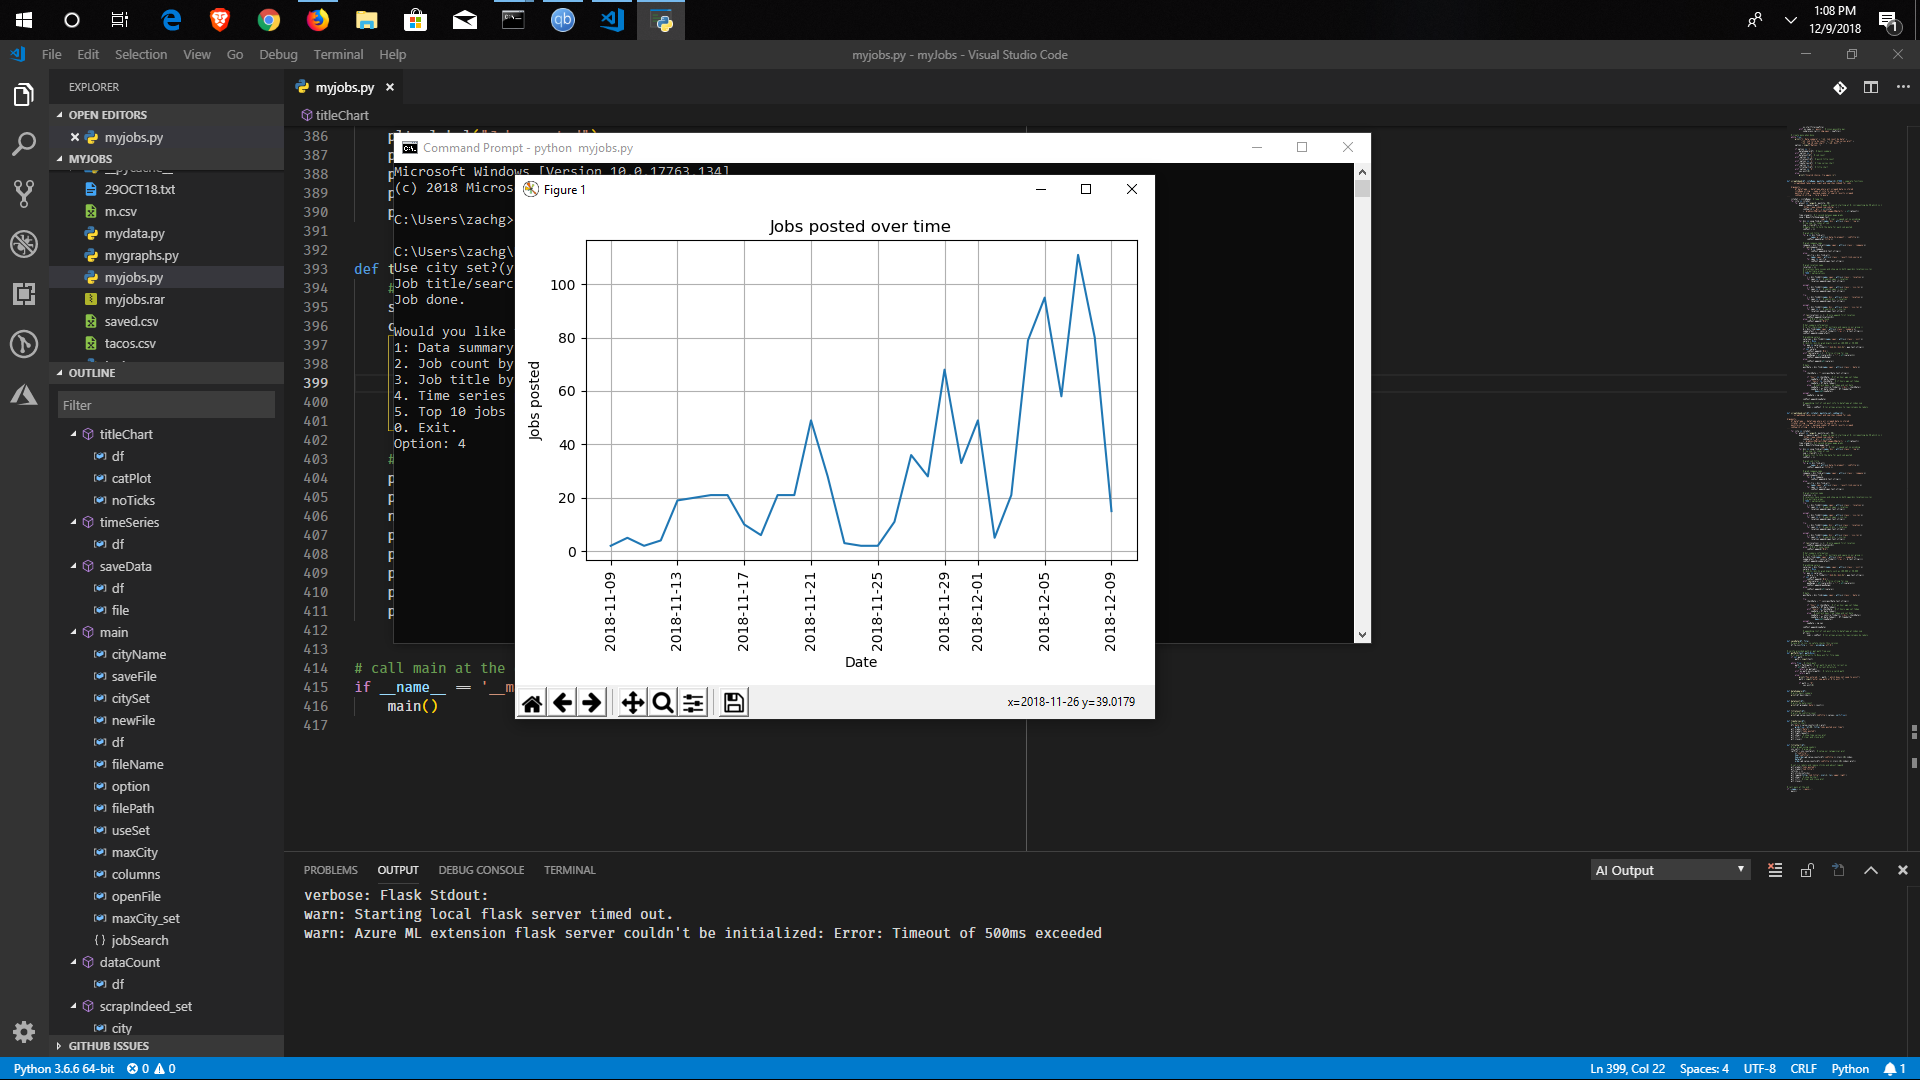 1:08 PM
12/9/2018
1
File Edit Selection View Go Debug Terminal Help
myjobs.py - myJobs - Visual Studio Code
EXPLORER
OPEN EDITORS
myjobs.py
MYJOBS
__pycache__
29OCT18.txt
m.csv
mydata.py
mygraphs.py
myjobs.py
myjobs.rar
saved.csv
tacos.csv
OUTLINE
Filter
titleChart
df
catPlot
noTicks
timeSeries
df
saveData
df
file
main
cityName
saveFile
citySet
newFile
df
fileName
option
filePath
useSet
maxCity
columns
openFile
maxCity_set
jobSearch
dataCount
df
scrapIndeed_set
city
GITHUB ISSUES
myjobs.py
titleChart
386
387 p
388 p
389 p
390 p
391
392
393 def t
394 #
395 s
396 c
397
398
399
400
401
402
403 #
404 p
405 p
406 n
407 p
408 p
409 p
410 p
411 p
412
413
414 # call main at the
415 if __name__ == '__m
416 main()
417
Command Prompt - python myjobs.py
Microsoft Windows [Version 10.0.17763.134]
(c) 2018 Micros
C:\Users\zachg>
C:\Users\zachg\
Use city set?(y
Job title/searc
Job done.
Would you like
1: Data summary
2. Job count by
3. Job title by
4. Time series
5. Top 10 jobs
0. Exit.
Option: 4
Figure 1
Jobs posted over time
Jobs posted
100
80
60
40
20
0
2018-11-09
2018-11-13
2018-11-17
2018-11-21
2018-11-25
2018-11-29
2018-12-01
2018-12-05
2018-12-09
Date
x=2018-11-26 y=39.0179
PROBLEMS OUTPUT DEBUG CONSOLE TERMINAL
AI Output
verbose: Flask Stdout:
warn: Starting local flask server timed out.
warn: Azure ML extension flask server couldn't be initialized: Error: Timeout of 500ms exceeded
Python 3.6.6 64-bit 0 0
Ln 399, Col 22 Spaces: 4 UTF-8 CRLF Python 1